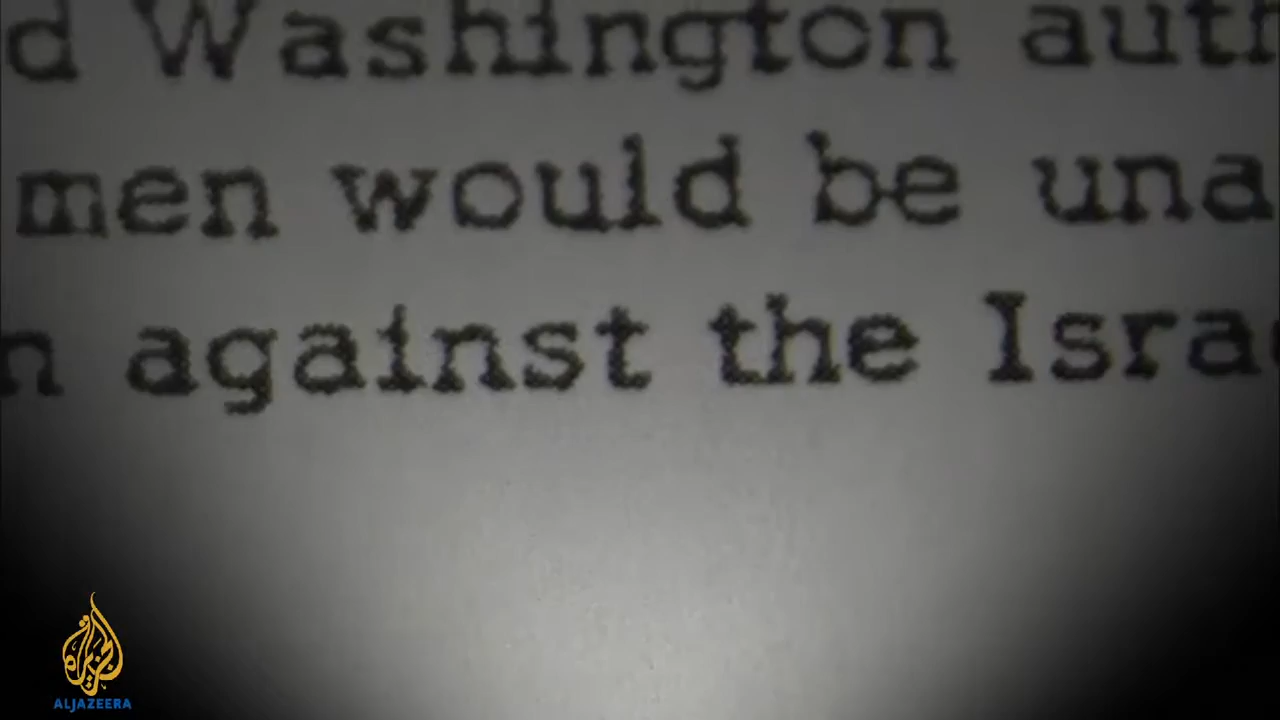 d Washington auth
men would be una
n against the Isra
الجزيرة
ALJAZEERA